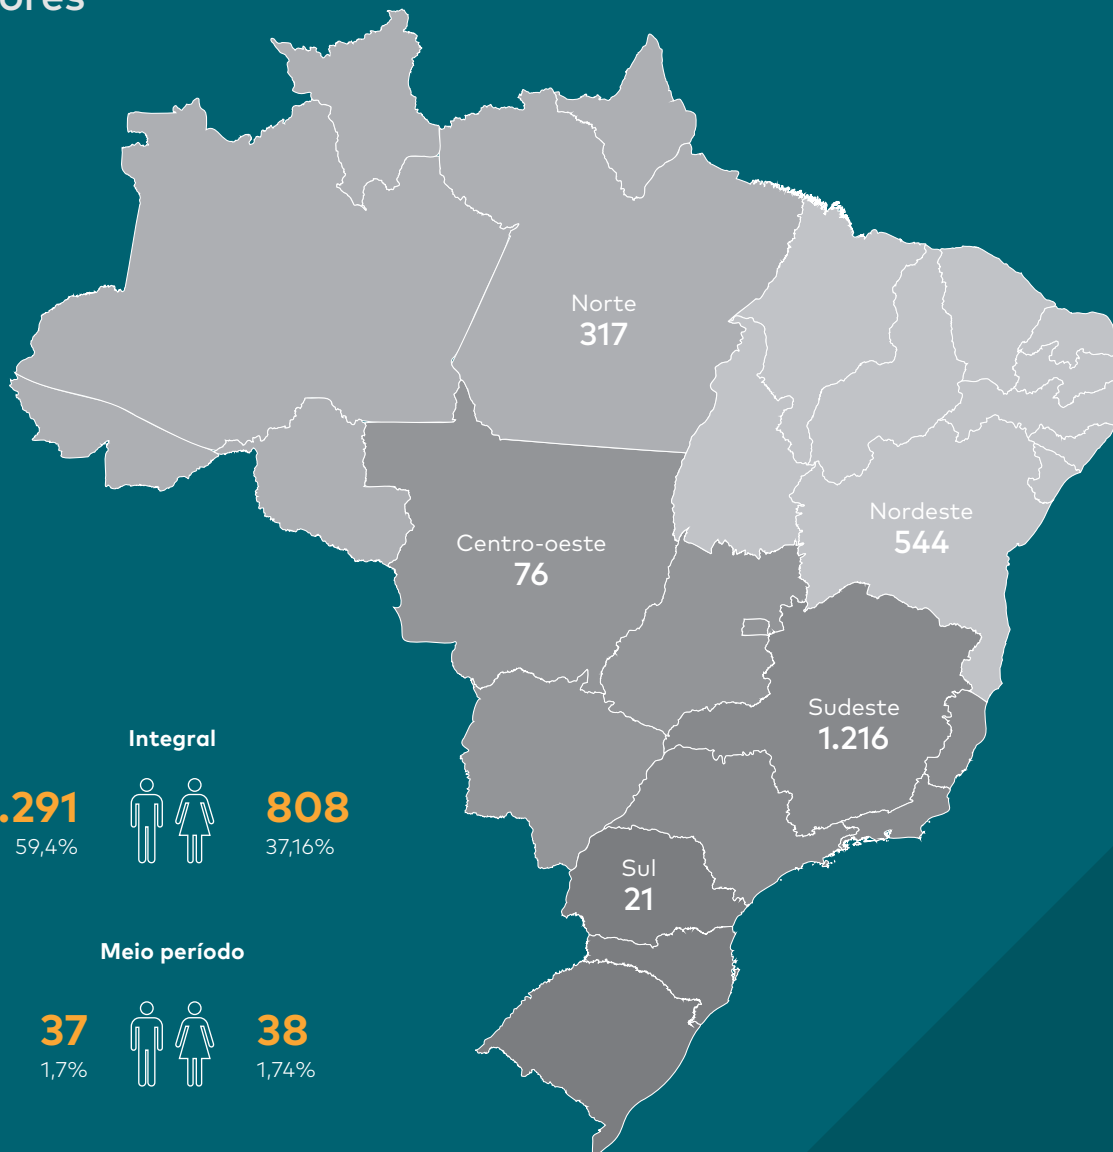 Norte
317
Nordeste
544
Centro-oeste
76
Sudeste
1.216
Sul
21
Integral
.291
808
59,4%
37,16%
Meio período
37
38
1,7%
1,74%